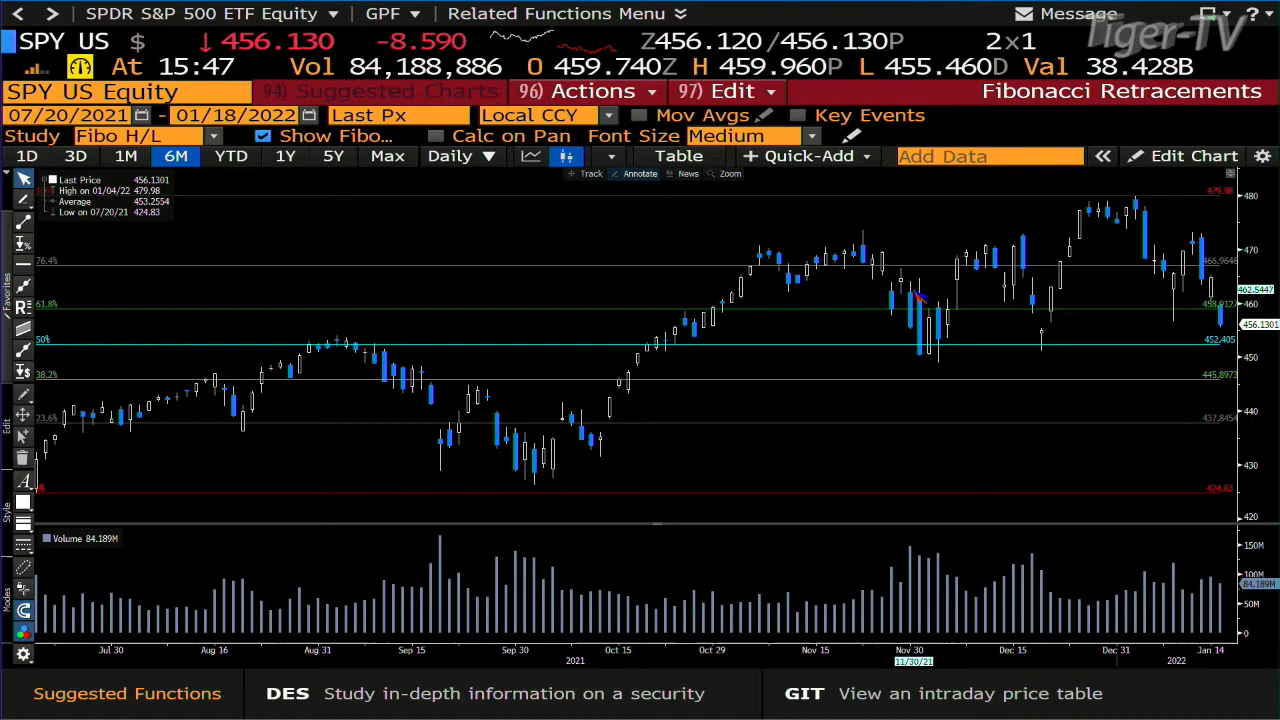 SPDR S&P 500 ETF Equity GPF Related Functions Menu Message ?
Tiger-TV
SPY US $ ↓ 456.130 -8.590 Z456.120/456.130P 2x1
At 15:47 Vol 84,188,886 O 459.740Z H 459.960P L 455.460D Val 38.428B
SPY US Equity 94) Suggested Charts 96) Actions 97) Edit Fibonacci Retracements
07/20/2021 - 01/18/2022 Last Px Local CCY Mov Avgs Key Events
Study Fibo H/L Show Fibo... Calc on Pan Font Size Medium
1D 3D 1M 6M YTD 1Y 5Y Max Daily ▼ Table + Quick-Add Add Data « Edit Chart
Track Annotate News Zoom
Last Price 456.1301
High on 01/04/22 479.98
Average 453.2554
Low on 07/20/21 424.83
479.98
480
470
76.4% 466.9646
462.5447
61.8% 458.9127 460
456.1301
50% 452.405
450
38.2% 445.8973
440
23.6% 437.8454
430
424.83
420
Favorites
Edit
Style
Modes
Volume 84.189M
150M
100M
84.189M
50M
0
Jul 30 Aug 16 Aug 31 Sep 15 Sep 30 Oct 15 Oct 29 Nov 15 Nov 30 Dec 15 Dec 31 Jan 14
2021 11/30/21 2022
Suggested Functions DES Study in-depth information on a security GIT View an intraday price table